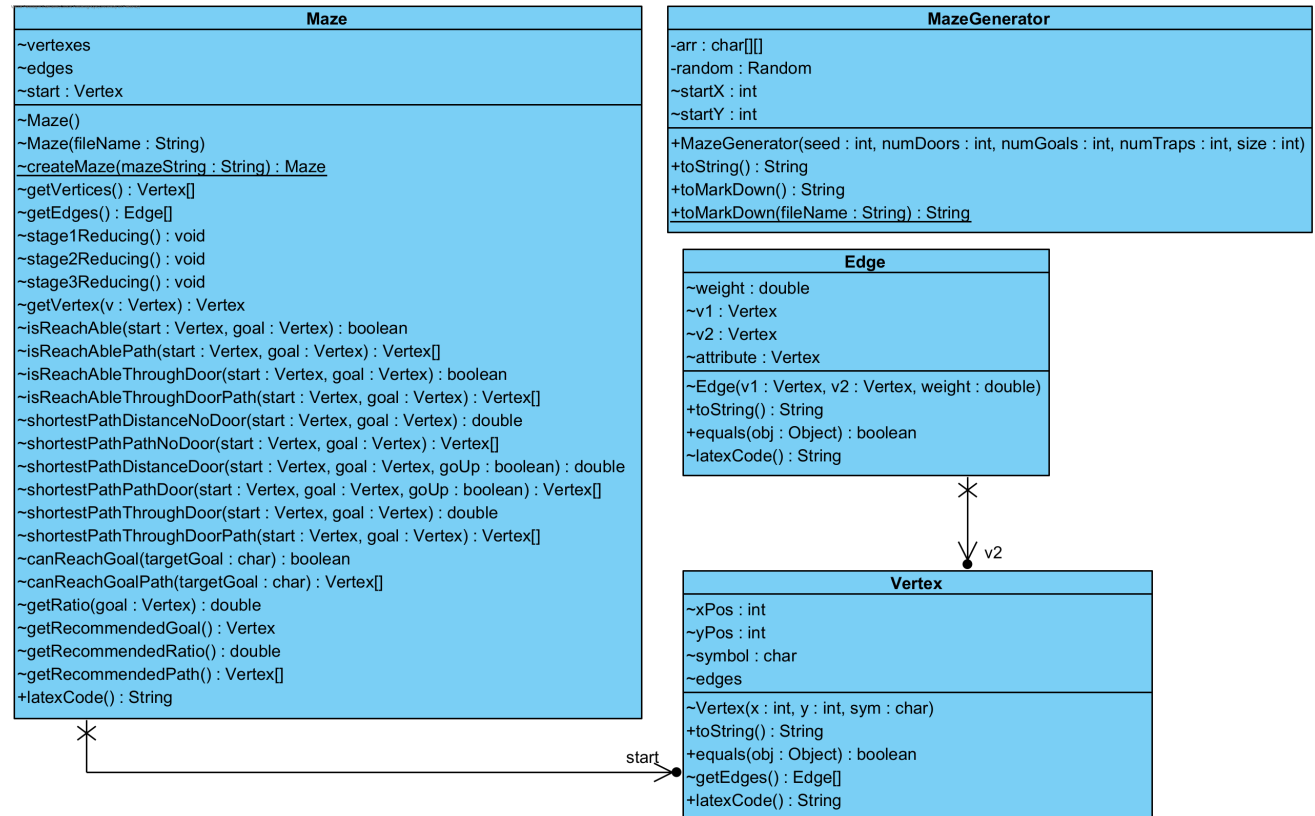 Maze
~vertexes
~edges
~start : Vertex
~Maze()
~Maze(fileName : String)
~createMaze(mazeString : String) : Maze
~getVertices() : Vertex[]
~getEdges() : Edge[]
~stage1Reducing() : void
~stage2Reducing() : void
~stage3Reducing() : void
~getVertex(v : Vertex) : Vertex
~isReachAble(start : Vertex, goal : Vertex) : boolean
~isReachAblePath(start : Vertex, goal : Vertex) : Vertex[]
~isReachAbleThroughDoor(start : Vertex, goal : Vertex) : boolean
~isReachAbleThroughDoorPath(start : Vertex, goal : Vertex) : Vertex[]
~shortestPathDistanceNoDoor(start : Vertex, goal : Vertex) : double
~shortestPathPathNoDoor(start : Vertex, goal : Vertex) : Vertex[]
~shortestPathDistanceDoor(start : Vertex, goal : Vertex, goUp : boolean) : double
~shortestPathPathDoor(start : Vertex, goal : Vertex, goUp : boolean) : Vertex[]
~shortestPathThroughDoor(start : Vertex, goal : Vertex) : double
~shortestPathThroughDoorPath(start : Vertex, goal : Vertex) : Vertex[]
~canReachGoal(targetGoal : char) : boolean
~canReachGoalPath(targetGoal : char) : Vertex[]
~getRatio(goal : Vertex) : double
~getRecommendedGoal() : Vertex
~getRecommendedRatio() : double
~getRecommendedPath() : Vertex[]
+latexCode() : String
MazeGenerator
-arr : char[][]
-random : Random
~startX : int
~startY : int
+MazeGenerator(seed : int, numDoors : int, numGoals : int, numTraps : int, size : int)
+toString() : String
+toMarkDown() : String
+toMarkDown(fileName : String) : String
Edge
~weight : double
~v1 : Vertex
~v2 : Vertex
~attribute : Vertex
~Edge(v1 : Vertex, v2 : Vertex, weight : double)
+toString() : String
+equals(obj : Object) : boolean
~latexCode() : String
v2
Vertex
~xPos : int
~yPos : int
~symbol : char
~edges
~Vertex(x : int, y : int, sym : char)
+toString() : String
+equals(obj : Object) : boolean
~getEdges() : Edge[]
+latexCode() : String
start